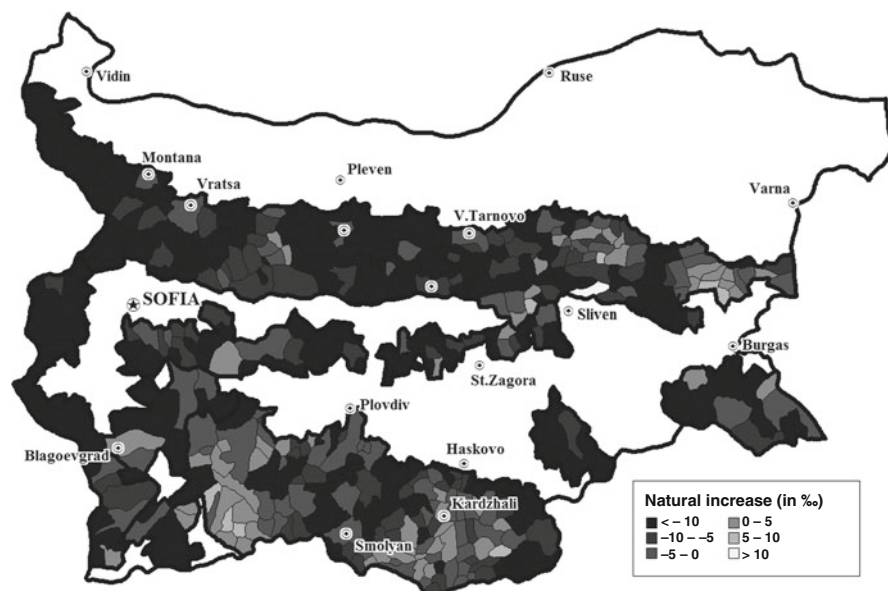 Vidin
Ruse
Montana
Pleven
Vratsa
Varna
V.Tarnovo
SOFIA
Sliven
Burgas
St.Zagora
Plovdiv
Blagoevgrad
Haskovo
Kardzhali
Smolyan
Natural increase (in ‰)
< – 10
0 – 5
–10 – –5
5 – 10
–5 – 0
> 10